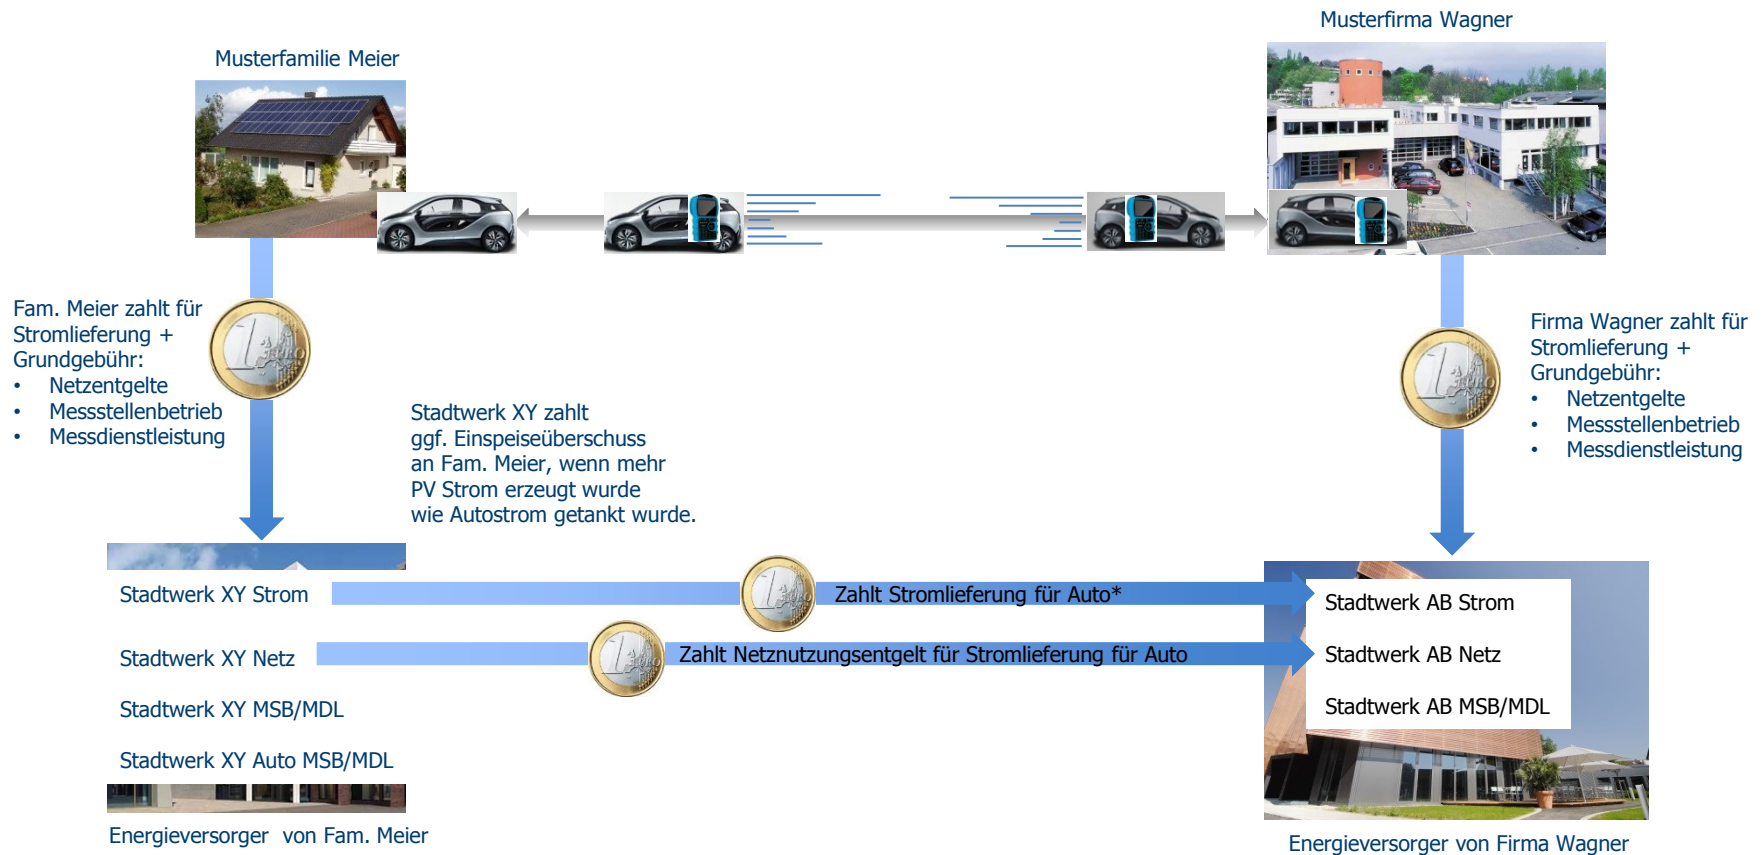 Musterfirma Wagner
Musterfamilie Meier
Fam. Meier zahlt für
Stromlieferung +
Grundgebühr:
• Netzentgelte
• Messstellenbetrieb
• Messdienstleistung
Firma Wagner zahlt für
Stromlieferung +
Grundgebühr:
• Netzentgelte
• Messstellenbetrieb
• Messdienstleistung
Stadtwerk XY zahlt
ggf. Einspeiseüberschuss
an Fam. Meier, wenn mehr
PV Strom erzeugt wurde
wie Autostrom getankt wurde.
Stadtwerk XY Strom
Zahlt Stromlieferung für Auto*
Stadtwerk AB Strom
Stadtwerk XY Netz
Zahlt Netznutzungsentgelt für Stromlieferung für Auto
Stadtwerk AB Netz
Stadtwerk XY MSB/MDL
Stadtwerk AB MSB/MDL
Stadtwerk XY Auto MSB/MDL
Energieversorger von Fam. Meier
Energieversorger von Firma Wagner